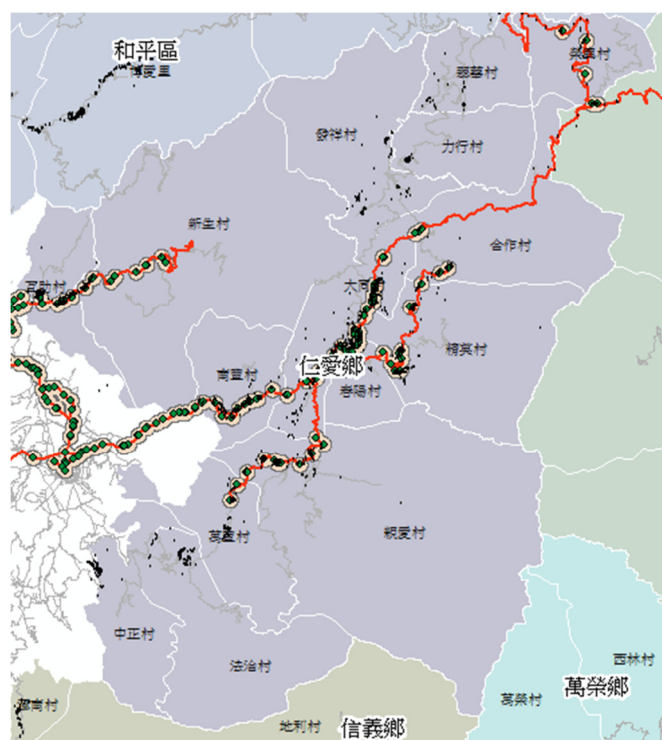 和平區
博愛里
翠華村
榮興村
發祥村
力行村
新生村
合作村
互助村
大同村
精英村
仁愛鄉
南豐村
春陽村
萬豐村
親愛村
中正村
法治村
西林村
萬榮鄉
萬榮村
地利村
信義鄉